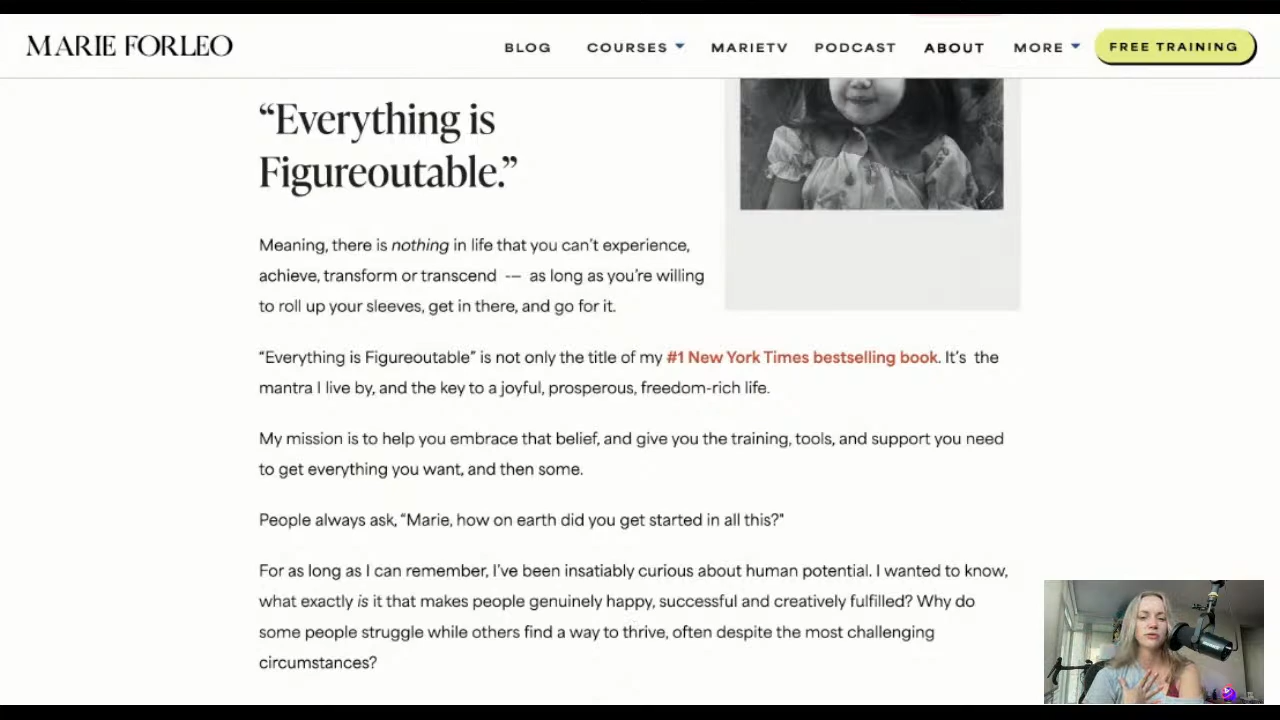 MARIE FORLEO
BLOG COURSES MARIETV PODCAST ABOUT MORE FREE TRAINING
“Everything is
Figureoutable.”
Meaning, there is nothing in life that you can’t experience,
achieve, transform or transcend -— as long as you’re willing
to roll up your sleeves, get in there, and go for it.
“Everything is Figureoutable” is not only the title of my #1 New York Times bestselling book. It’s the
mantra I live by, and the key to a joyful, prosperous, freedom-rich life.
My mission is to help you embrace that belief, and give you the training, tools, and support you need
to get everything you want, and then some.
People always ask, “Marie, how on earth did you get started in all this?"
For as long as I can remember, I’ve been insatiably curious about human potential. I wanted to know,
what exactly is it that makes people genuinely happy, successful and creatively fulfilled? Why do
some people struggle while others find a way to thrive, often despite the most challenging
circumstances?